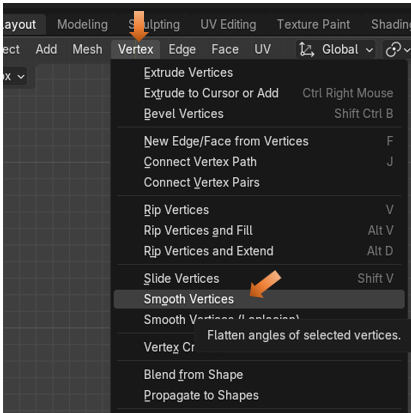 ayout Modeling Sculpting UV Editing Texture Paint Shading
ect Add Mesh Vertex Edge Face UV Global
ox
Extrude Vertices
Extrude to Cursor or Add Ctrl Right Mouse
Bevel Vertices Shift Ctrl B
New Edge/Face from Vertices F
Connect Vertex Path J
Connect Vertex Pairs
Rip Vertices V
Rip Vertices and Fill Alt V
Rip Vertices and Extend Alt D
Slide Vertices Shift V
Smooth Vertices
Smooth Vertices (Laplacian)
Flatten angles of selected vertices.
Vertex Cr
Blend from Shape
Propagate to Shapes